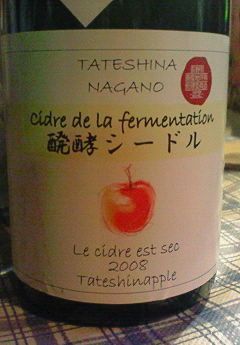 TATESHINA
NAGANO
Cidre de la fermentation
醗酵シードル
Le cidre est sec
2008
Tateshinapple